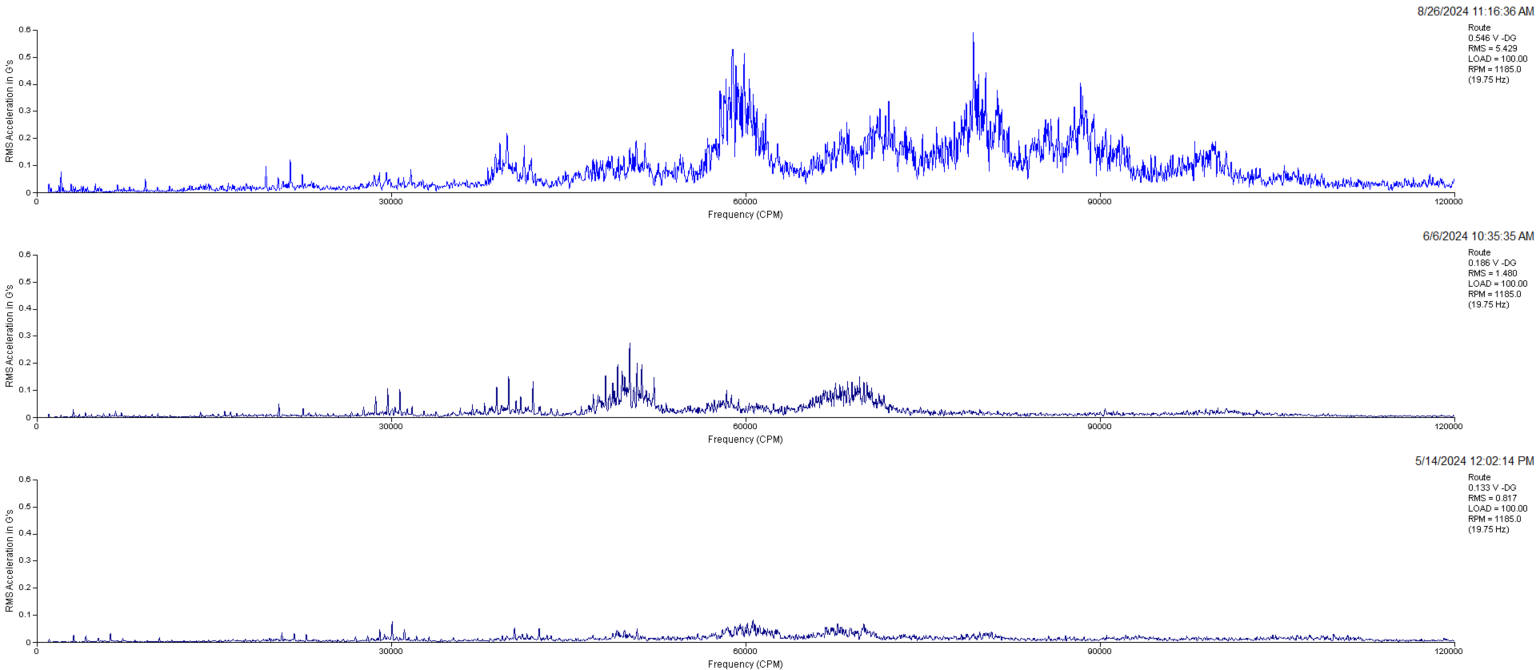 8/26/2024 11:16:36 AM
Route
0.546 V -DG
RMS = 5.429
LOAD = 100.00
RPM = 1185.0
(19.75 Hz)
RMS Acceleration in G's
0.6
0.5
0.4
0.3
0.2
0.1
0
0 30000 60000 90000 120000
Frequency (CPM)
6/6/2024 10:35:35 AM
Route
0.186 V -DG
RMS = 1.480
LOAD = 100.00
RPM = 1185.0
(19.75 Hz)
RMS Acceleration in G's
0.6
0.5
0.4
0.3
0.2
0.1
0
0 30000 60000 90000 120000
Frequency (CPM)
5/14/2024 12:02:14 PM
Route
0.133 V -DG
RMS = 0.817
LOAD = 100.00
RPM = 1185.0
(19.75 Hz)
RMS Acceleration in G's
0.6
0.5
0.4
0.3
0.2
0.1
0
0 30000 60000 90000 120000
Frequency (CPM)